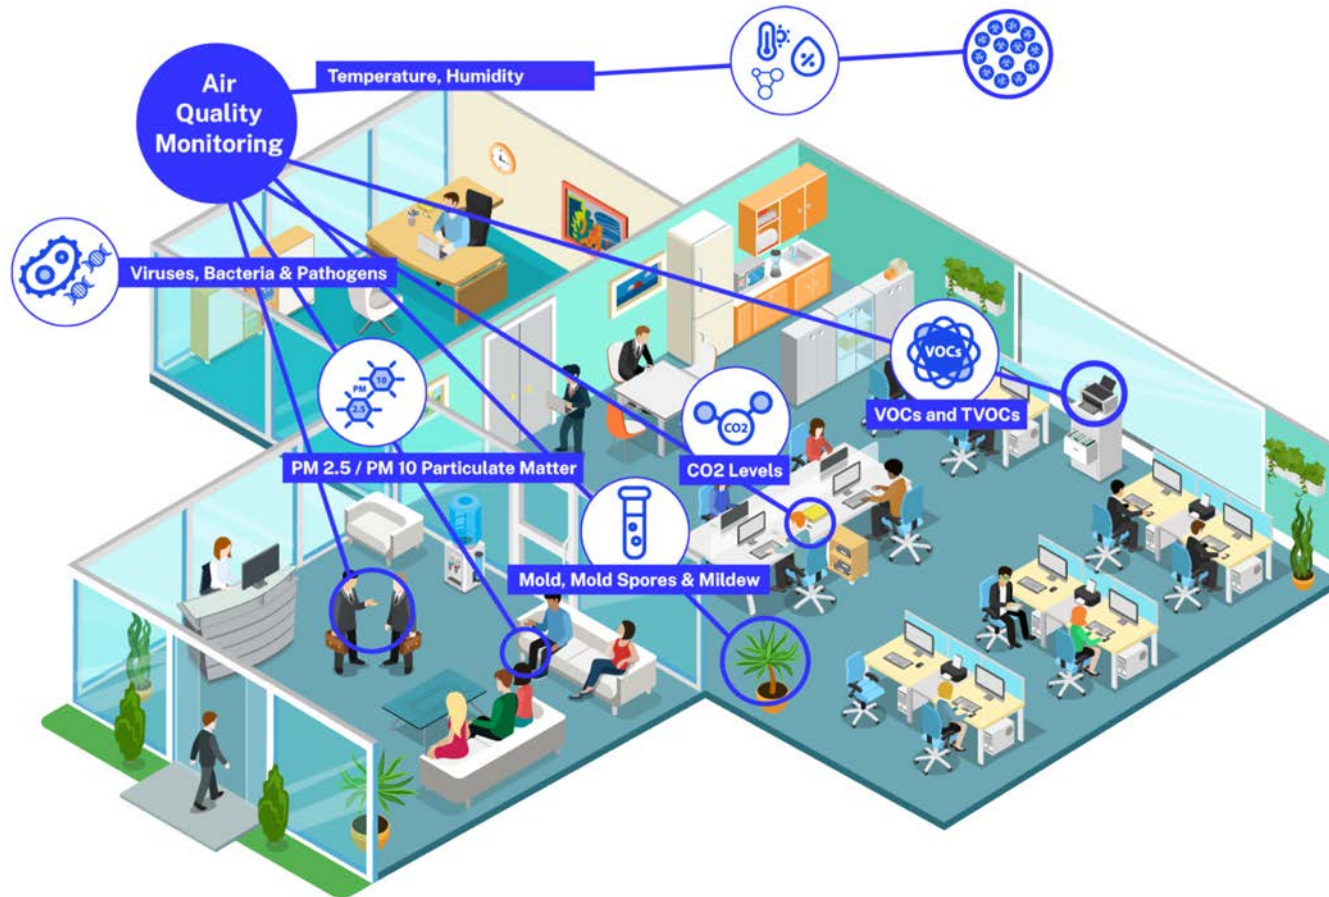 Air
Quality
Monitoring
Temperature, Humidity
%
Viruses, Bacteria & Pathogens
PM
10
2.5
PM 2.5 / PM 10 Particulate Matter
CO2
CO2 Levels
VOCs
VOCs and TVOCs
Mold, Mold Spores & Mildew